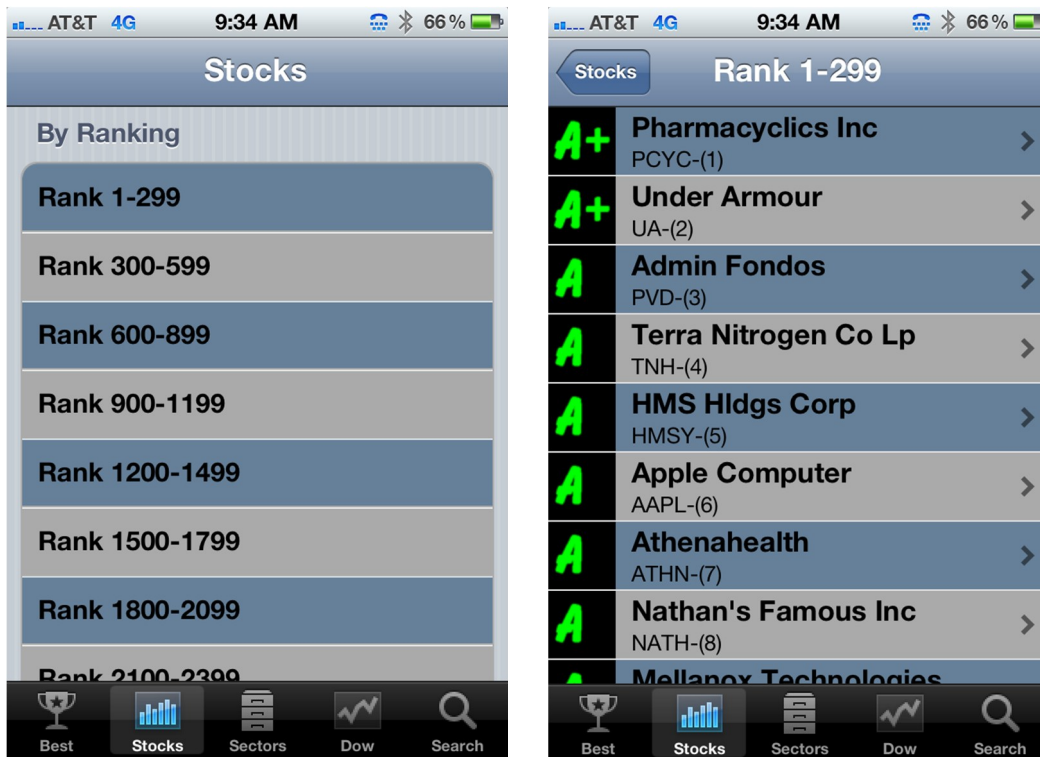 AT&T 4G 9:34 AM 66%
Stocks
By Ranking
Rank 1-299
Rank 300-599
Rank 600-899
Rank 900-1199
Rank 1200-1499
Rank 1500-1799
Rank 1800-2099
Rank 2100-2399
Best Stocks Sectors Dow Search
AT&T 4G 9:34 AM 66%
Stocks Rank 1-299
A+ Pharmacyclics Inc
PCYC-(1)
A+ Under Armour
UA-(2)
A Admin Fondos
PVD-(3)
A Terra Nitrogen Co Lp
TNH-(4)
A HMS Hldgs Corp
HMSY-(5)
A Apple Computer
AAPL-(6)
A Athenahealth
ATHN-(7)
A Nathan's Famous Inc
NATH-(8)
Mellanox Technologies
Best Stocks Sectors Dow Search